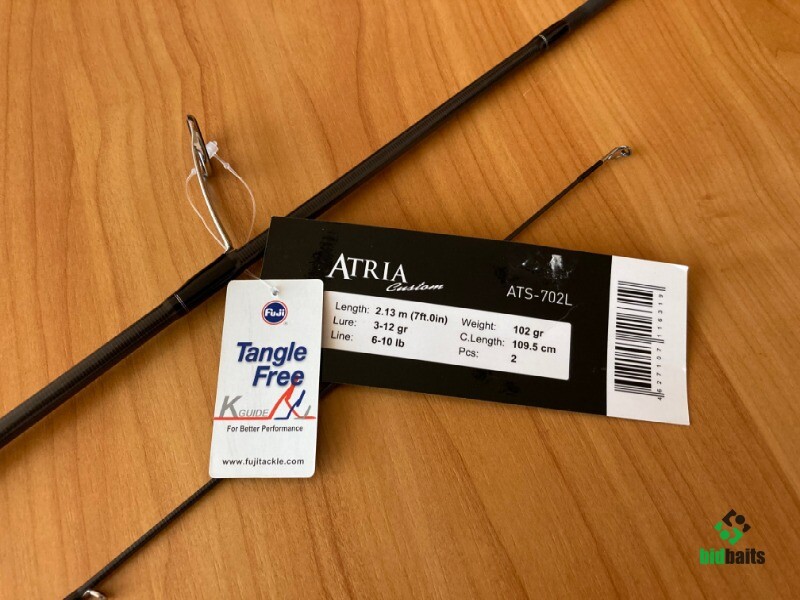 ATRIA
Custom
ATS-702L
Length: 2.13 m (7ft.0in)
Lure: 3-12 gr
Line: 6-10 lb
Weight: 102 gr
C.Length: 109.5 cm
Pcs: 2
4627107116319
Fuji
Tangle
Free
K GUIDE
For Better Performance
www.fujitackle.com
bidbaits